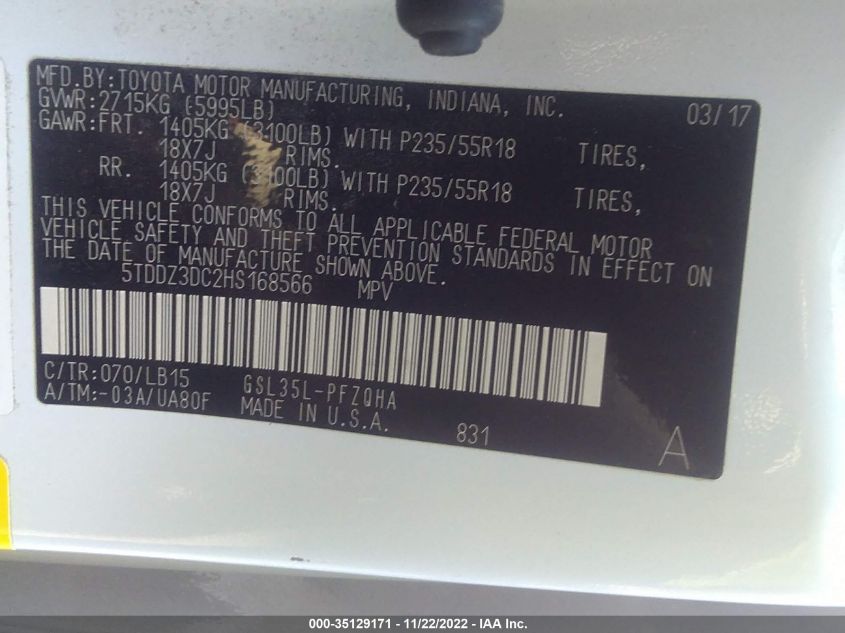 MFD.BY:TOYOTA MOTOR MANUFACTURING, INDIANA, INC. 03/17
GVWR:2715KG (5995LB)
GAWR:FRT. 1405KG (3100LB) WITH P235/55R18 TIRES,
18X7J RIMS.
RR. 1405KG (3100LB) WITH P235/55R18 TIRES,
18X7J RIMS.
THIS VEHICLE CONFORMS TO ALL APPLICABLE FEDERAL MOTOR
VEHICLE SAFETY AND THEFT PREVENTION STANDARDS IN EFFECT ON
THE DATE OF MANUFACTURE SHOWN ABOVE.
5TDDZ3DC2HS168566 MPV
C/TR:070/LB15 GSL35L-PFZQHA
A/TM:-03A/UA80F MADE IN U.S.A. 831 A
000-35129171 - 11/22/2022 - IAA Inc.